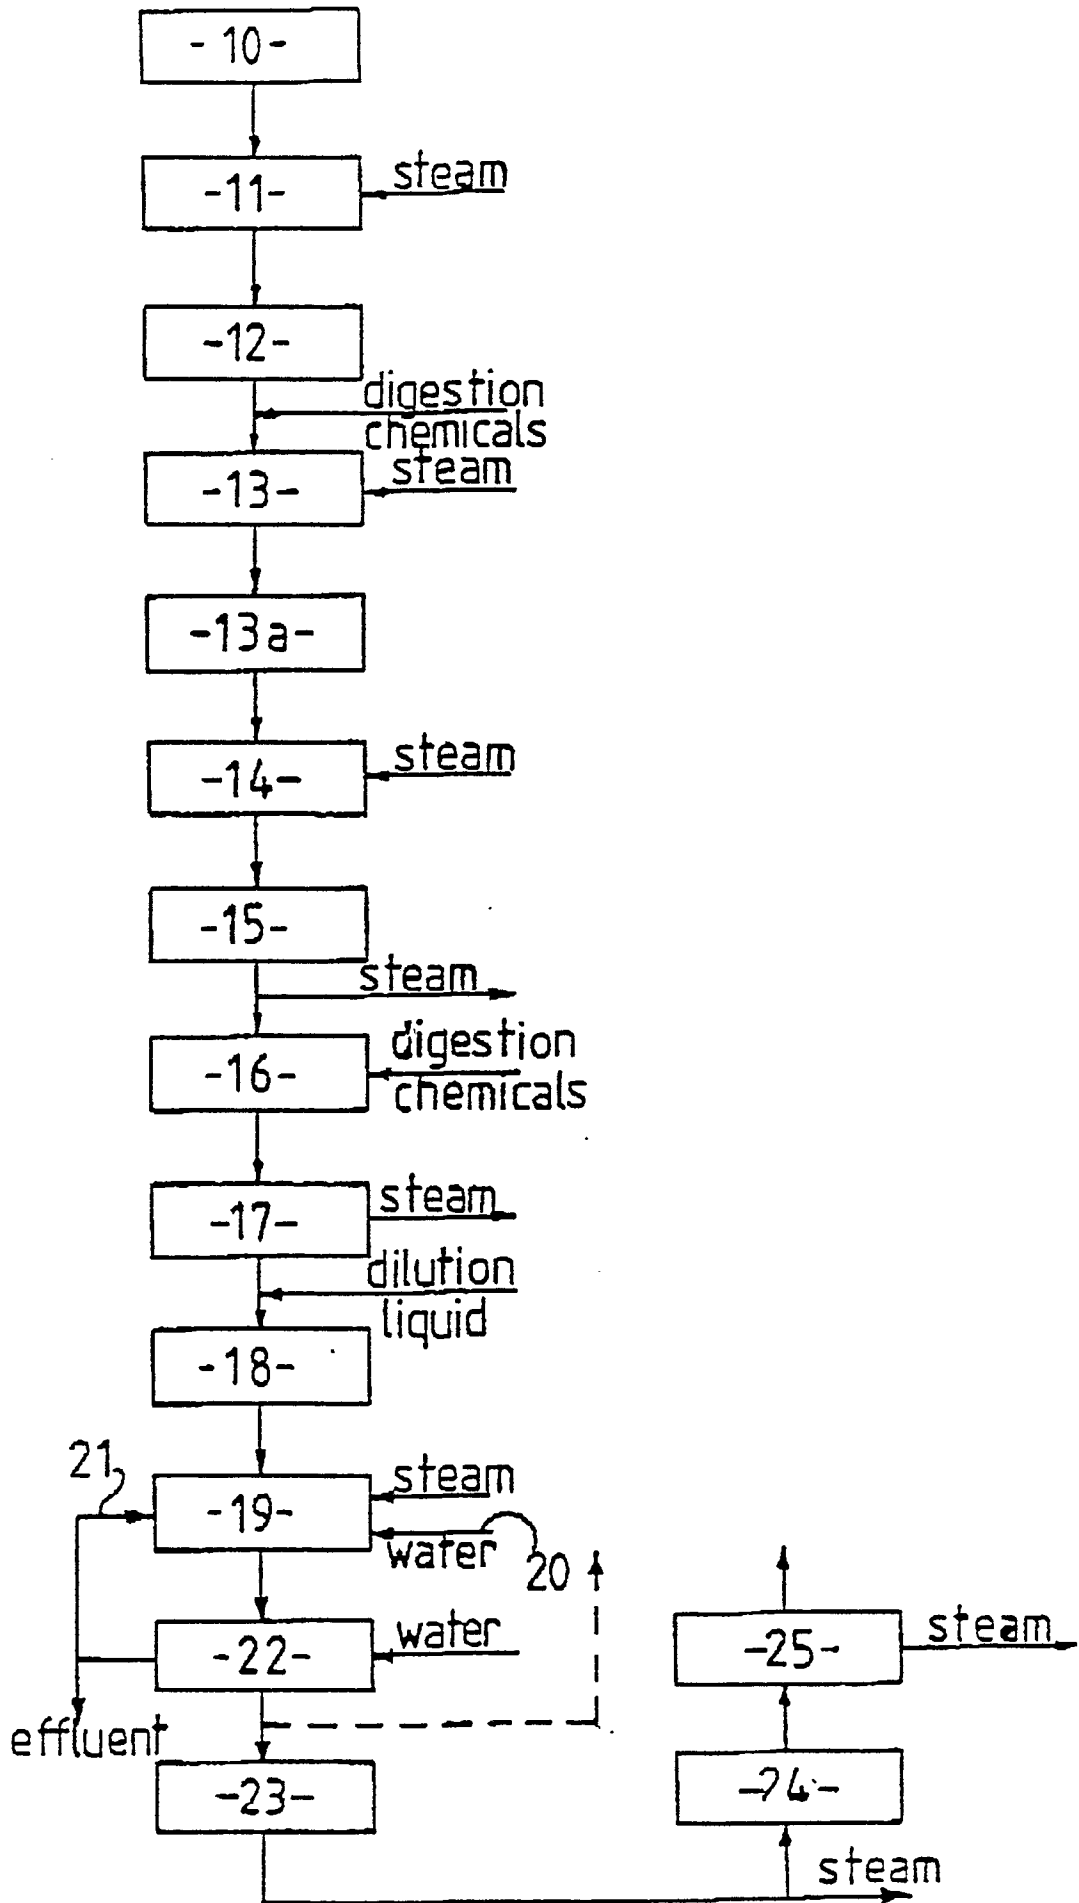 -10-
-11-
steam
-12-
digestion
chemicals
-13-
steam
-13a-
-14-
steam
-15-
steam
-16-
digestion
chemicals
-17-
steam
dilution
liquid
-18-
21
-19-
steam
water
20
-22-
water
effluent
-23-
-25-
steam
-24-
steam